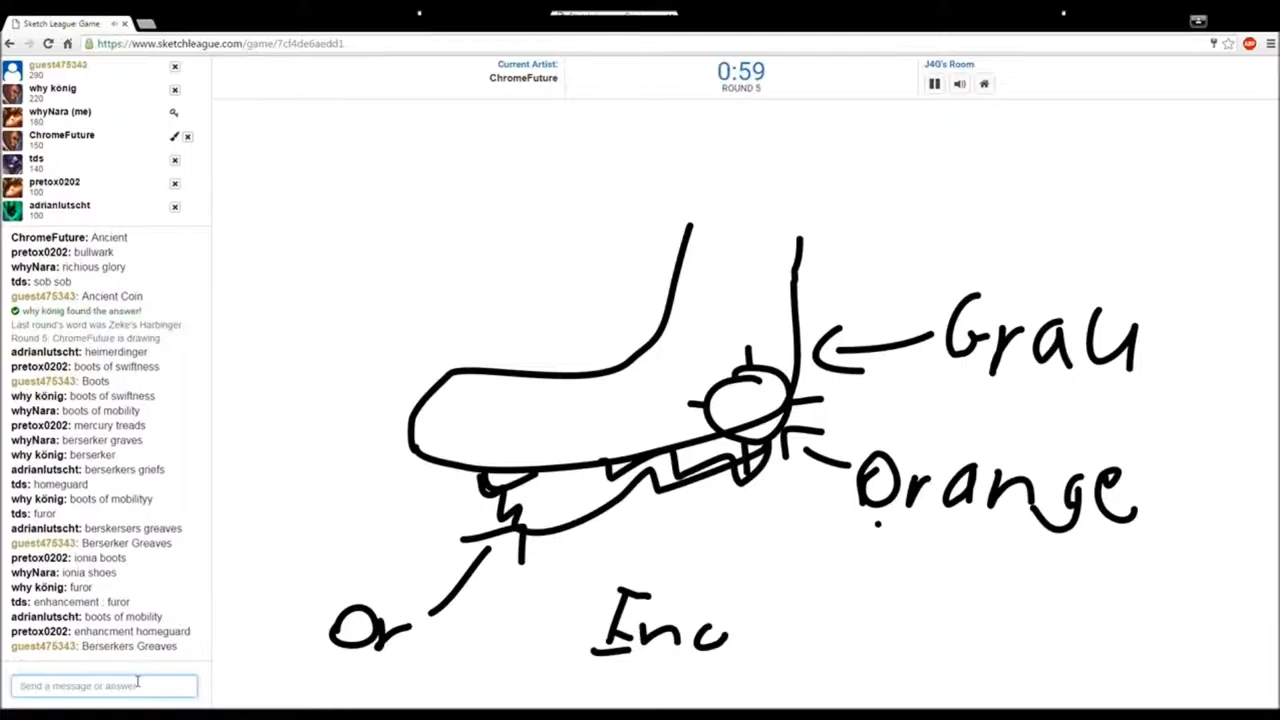 Sketch League: Game
https://www.sketchleague.com/game/7cf4de6aedd1
guest475343
290
why könig
220
whyNara (me)
180
ChromeFuture
150
tds
140
pretox0202
100
adrianlutscht
100
Current Artist:
ChromeFuture
0:59
ROUND 5
J4G's Room
ChromeFuture: Ancient
pretox0202: bullwark
whyNara: richious glory
tds: sob sob
guest475343: Ancient Coin
why könig found the answer!
Last round's word was Zeke's Harbinger
Round 5: ChromeFuture is drawing
adrianlutscht: heimerdinger
pretox0202: boots of swiftness
guest475343: Boots
why könig: boots of swiftness
whyNara: boots of mobility
pretox0202: mercury treads
whyNara: berserker graves
why könig: berserker
adrianlutscht: berserkers griefs
tds: homeguard
why könig: boots of mobilityy
tds: furor
adrianlutscht: berskersers greaves
guest475343: Berserker Greaves
pretox0202: ionia boots
whyNara: ionia shoes
why könig: furor
tds: enhancement : furor
adrianlutscht: boots of mobility
pretox0202: enhancment homeguard
guest475343: Berserkers Greaves
Send a message or answer
Grau
Orange
Or
Enc